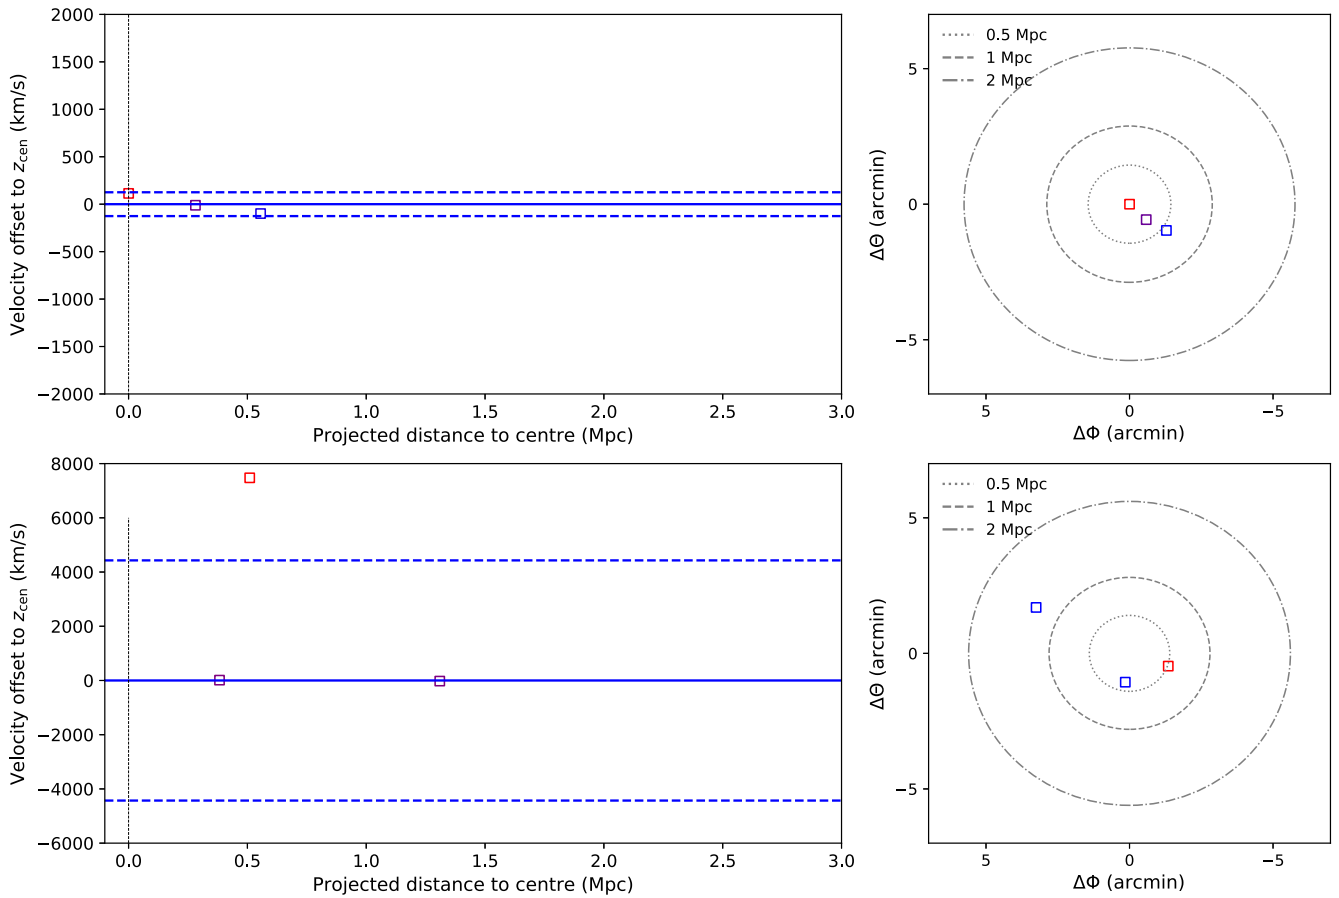 2000
1500
1000
500
0
−500
−1000
−1500
−2000
Velocity offset to zcen (km/s)
0.0 0.5 1.0 1.5 2.0 2.5 3.0
Projected distance to centre (Mpc)
0.5 Mpc
1 Mpc
2 Mpc
5
0
−5
ΔΘ (arcmin)
5 0 −5
ΔΦ (arcmin)
8000
6000
4000
2000
0
−2000
−4000
−6000
Velocity offset to zcen (km/s)
0.0 0.5 1.0 1.5 2.0 2.5 3.0
Projected distance to centre (Mpc)
0.5 Mpc
1 Mpc
2 Mpc
5
0
−5
ΔΘ (arcmin)
5 0 −5
ΔΦ (arcmin)